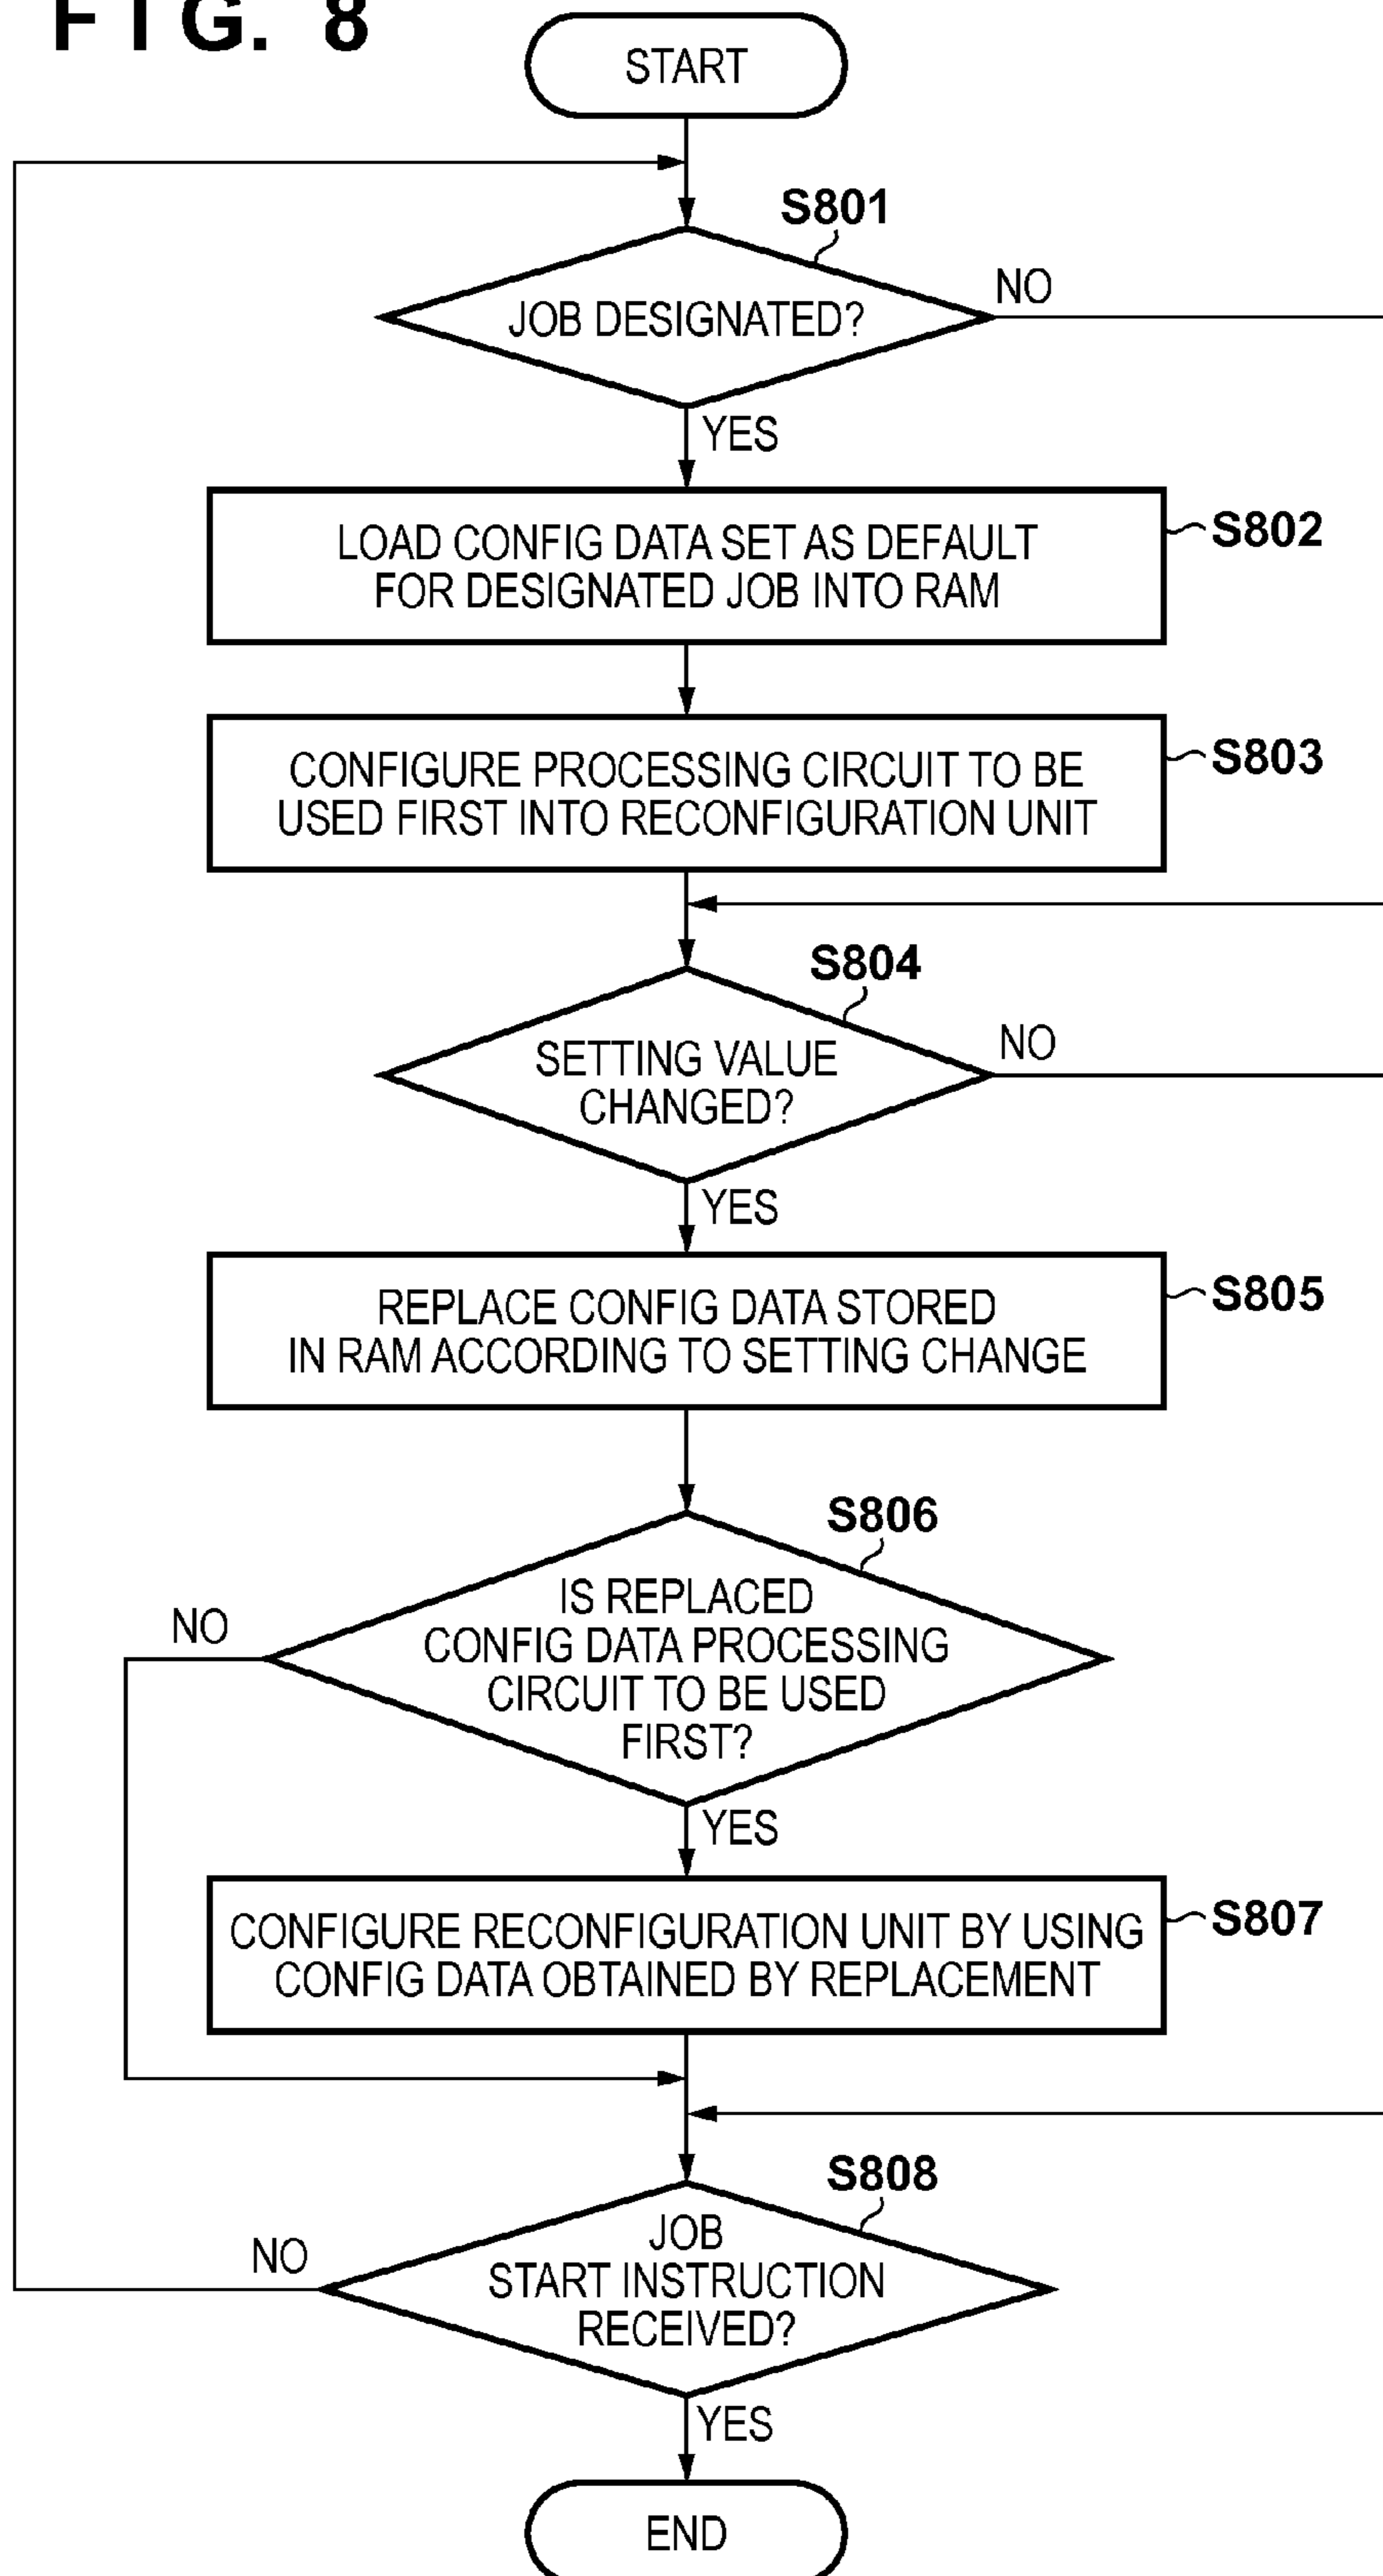 FIG. 8
START
S801
JOB DESIGNATED?
NO
YES
LOAD CONFIG DATA SET AS DEFAULT
FOR DESIGNATED JOB INTO RAM
S802
CONFIGURE PROCESSING CIRCUIT TO BE
USED FIRST INTO RECONFIGURATION UNIT
S803
S804
SETTING VALUE
CHANGED?
NO
YES
REPLACE CONFIG DATA STORED
IN RAM ACCORDING TO SETTING CHANGE
S805
S806
IS REPLACED
CONFIG DATA PROCESSING
CIRCUIT TO BE USED
FIRST?
NO
YES
CONFIGURE RECONFIGURATION UNIT BY USING
CONFIG DATA OBTAINED BY REPLACEMENT
S807
S808
JOB
START INSTRUCTION
RECEIVED?
NO
YES
END